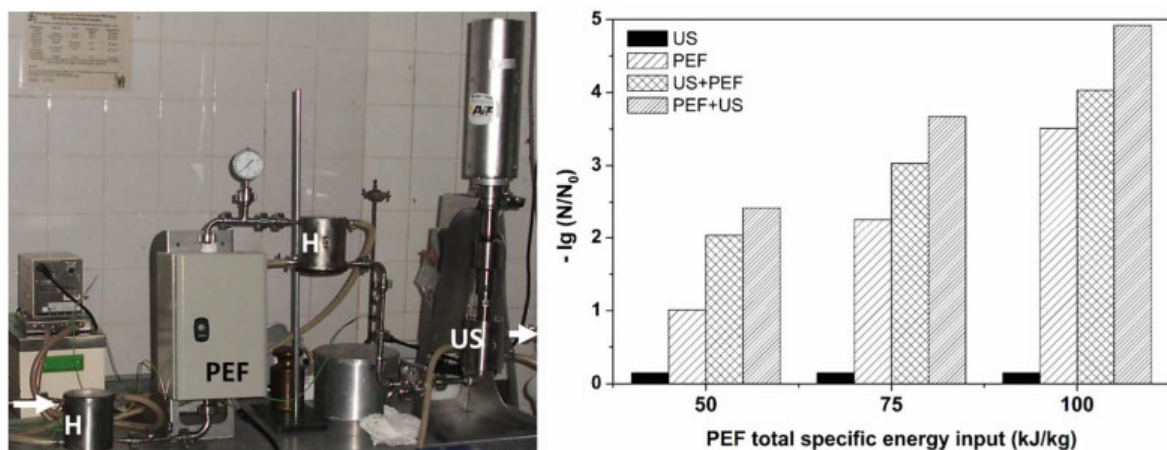 H
PEF
H
US
- lg (N/N₀)
5
4
3
2
1
0
US
PEF
US+PEF
PEF+US
50
75
100
PEF total specific energy input (kJ/kg)